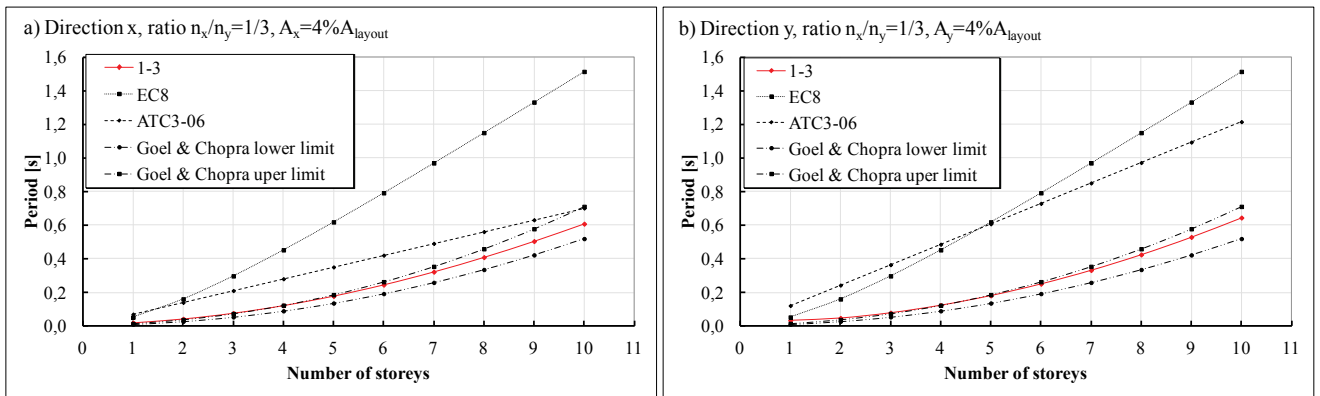 a) Direction x, ratio nx/ny=1/3, Ax=4%Alayout
1,6
1,4
1,2
1,0
0,8
0,6
0,4
0,2
0,0
Period [s]
1-3
EC8
ATC3-06
Goel & Chopra lower limit
Goel & Chopra uper limit
0 1 2 3 4 5 6 7 8 9 10 11
Number of storeys
b) Direction y, ratio nx/ny=1/3, Ay=4%Alayout
1,6
1,4
1,2
1,0
0,8
0,6
0,4
0,2
0,0
Period [s]
1-3
EC8
ATC3-06
Goel & Chopra lower limit
Goel & Chopra uper limit
0 1 2 3 4 5 6 7 8 9 10 11
Number of storeys